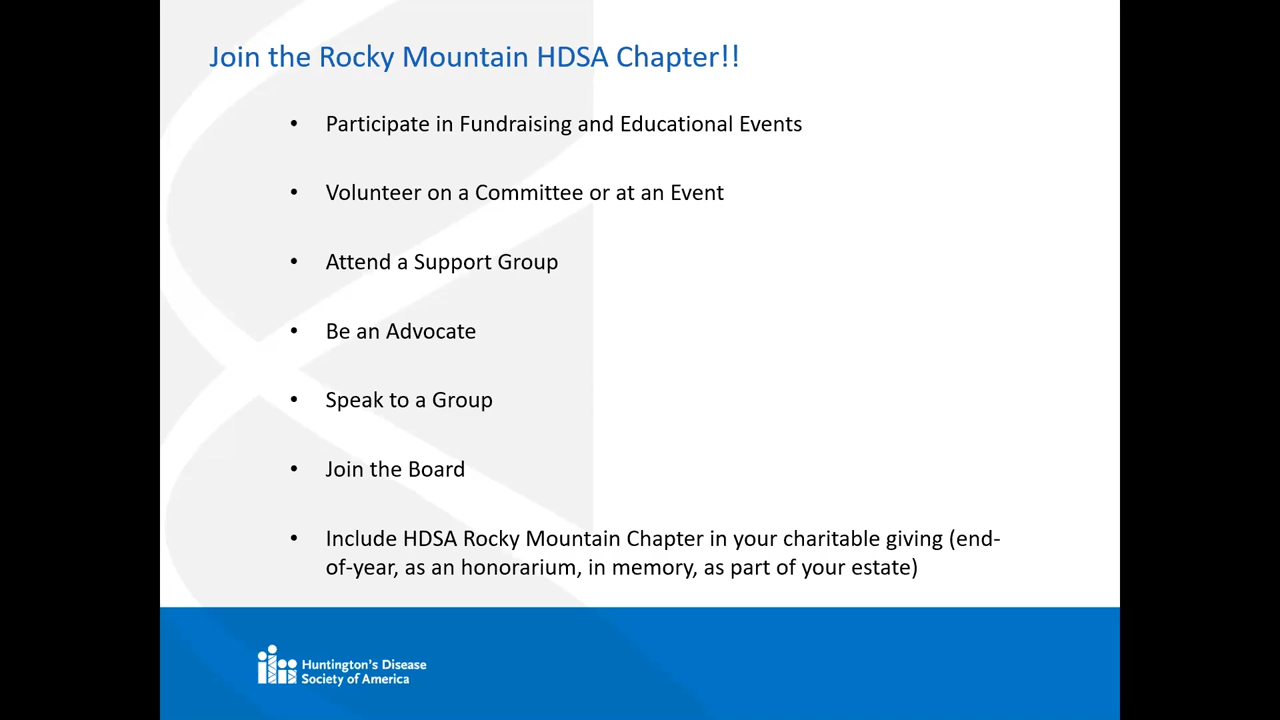 Join the Rocky Mountain HDSA Chapter!!
• Participate in Fundraising and Educational Events
• Volunteer on a Committee or at an Event
• Attend a Support Group
• Be an Advocate
• Speak to a Group
• Join the Board
• Include HDSA Rocky Mountain Chapter in your charitable giving (end-
of-year, as an honorarium, in memory, as part of your estate)
Huntington's Disease
Society of America